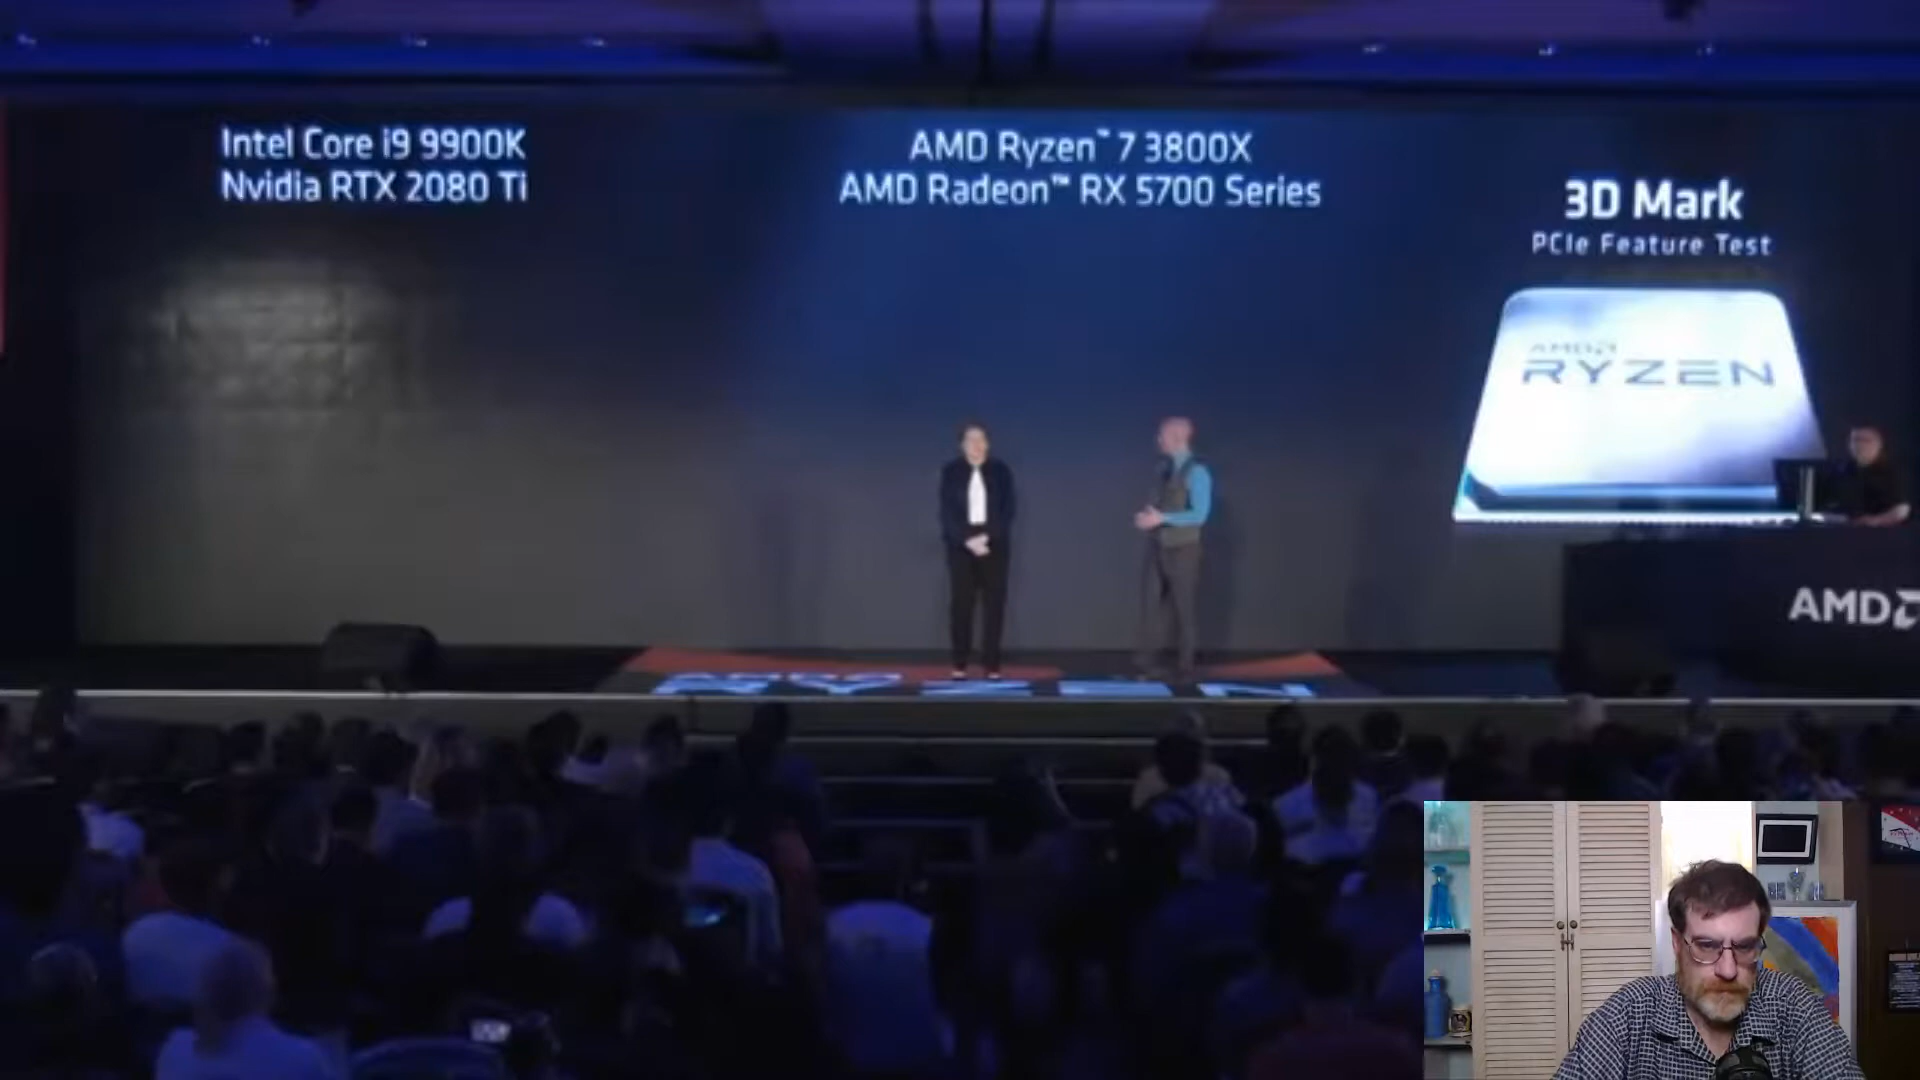 Intel Core i9 9900K
Nvidia RTX 2080 Ti
AMD Ryzen™ 7 3800X
AMD Radeon™ RX 5700 Series
3D Mark
PCIe Feature Test
AMD
RYZEN
AMD
RYZEN